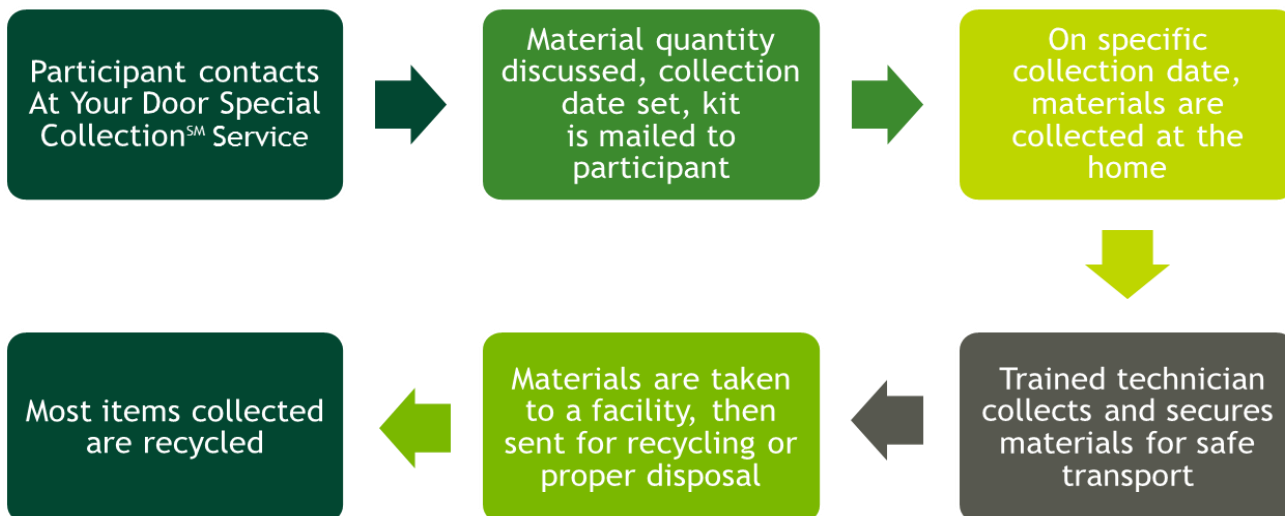 Participant contacts
At Your Door Special
Collection℠ Service
Material quantity
discussed, collection
date set, kit
is mailed to
participant
On specific
collection date,
materials are
collected at the
home
Trained technician
collects and secures
materials for safe
transport
Materials are taken
to a facility, then
sent for recycling or
proper disposal
Most items collected
are recycled